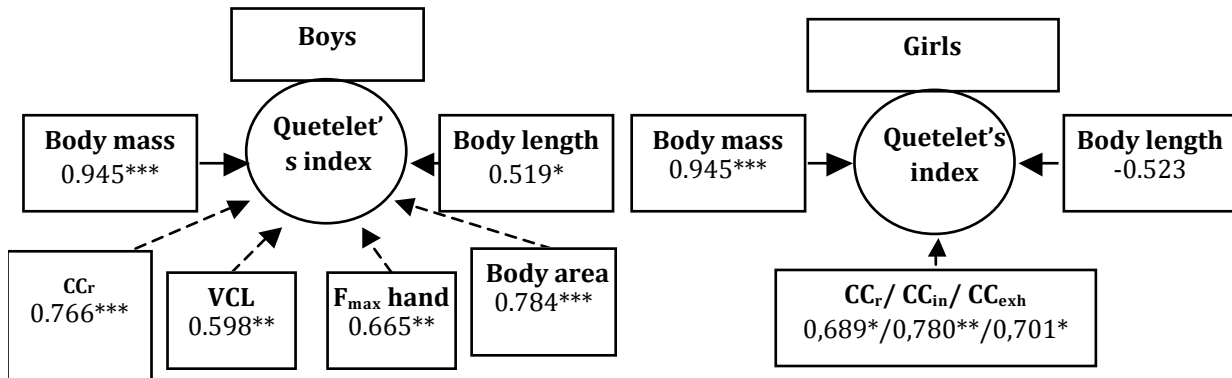 Boys
Quetelet'
s index
Body mass
0.945***
Body length
0.519*
CCr
0.766***
VCL
0.598**
Fmax hand
0.665**
Body area
0.784***
Girls
Quetelet's
index
Body mass
0.945***
Body length
-0.523
CCr/ CCin/ CCexh
0,689*/0,780**/0,701*